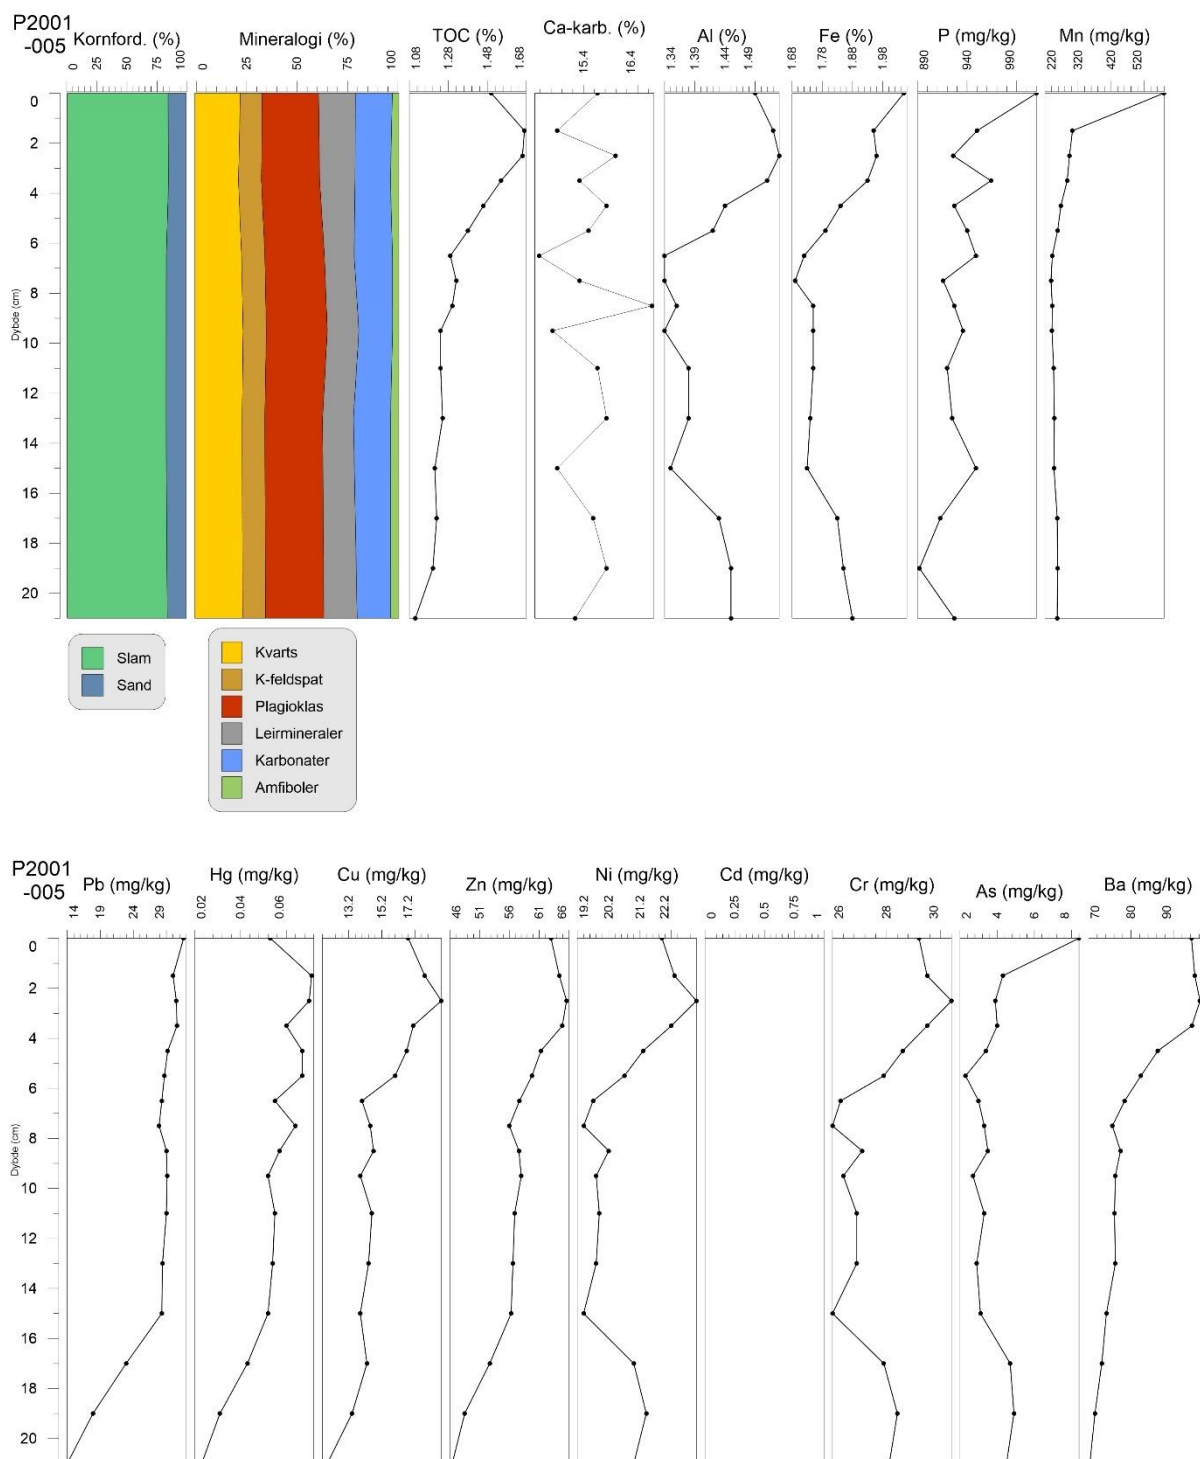 P2001
-005
Kornford. (%) Mineralogi (%) TOC (%) Ca-karb. (%) Al (%) Fe (%) P (mg/kg) Mn (mg/kg)
0 25 50 75 100 0 25 50 75 100 1.08 1.28 1.48 1.68 15.4 16.4 1.34 1.39 1.44 1.49 1.68 1.78 1.88 1.98 890 940 990 220 320 420 520
0
2
4
6
8
Dybde (cm)
10
12
14
16
18
20
Slam
Sand
Kvarts
K-feldspat
Plagioklas
Leirmineraler
Karbonater
Amfiboler
P2001
-005
Pb (mg/kg) Hg (mg/kg) Cu (mg/kg) Zn (mg/kg) Ni (mg/kg) Cd (mg/kg) Cr (mg/kg) As (mg/kg) Ba (mg/kg)
14 19 24 29 0.02 0.04 0.06 13.2 15.2 17.2 46 51 56 61 66 19.2 20.2 21.2 22.2 0 0.25 0.5 0.75 1 26 28 30 2 4 6 8 70 80 90
0
2
4
6
8
Dybde (cm)
10
12
14
16
18
20